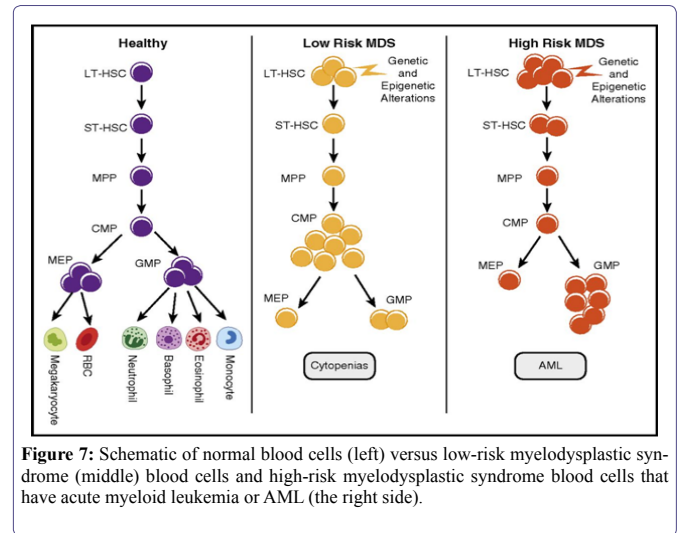 Healthy
LT-HSC
ST-HSC
MPP
CMP
MEP
GMP
Megakaryocyte
RBC
Neutrophil
Basophil
Eosinophil
Monocyte
Low Risk MDS
LT-HSC
Genetic
and
Epigenetic
Alterations
ST-HSC
MPP
CMP
MEP
GMP
Cytopenias
High Risk MDS
LT-HSC
Genetic
and
Epigenetic
Alterations
ST-HSC
MPP
CMP
MEP
GMP
AML
Figure 7: Schematic of normal blood cells (left) versus low-risk myelodysplastic syn-
drome (middle) blood cells and high-risk myelodysplastic syndrome blood cells that
have acute myeloid leukemia or AML (the right side).